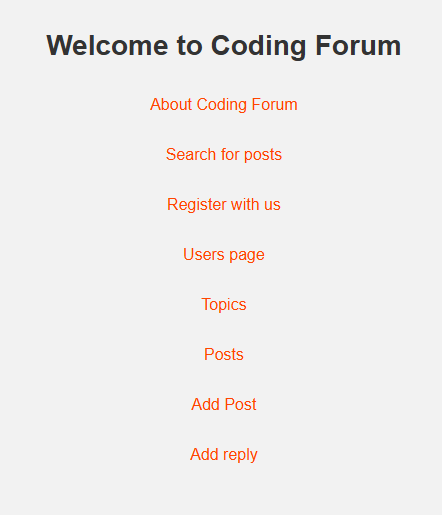 Welcome to Coding Forum
About Coding Forum
Search for posts
Register with us
Users page
Topics
Posts
Add Post
Add reply